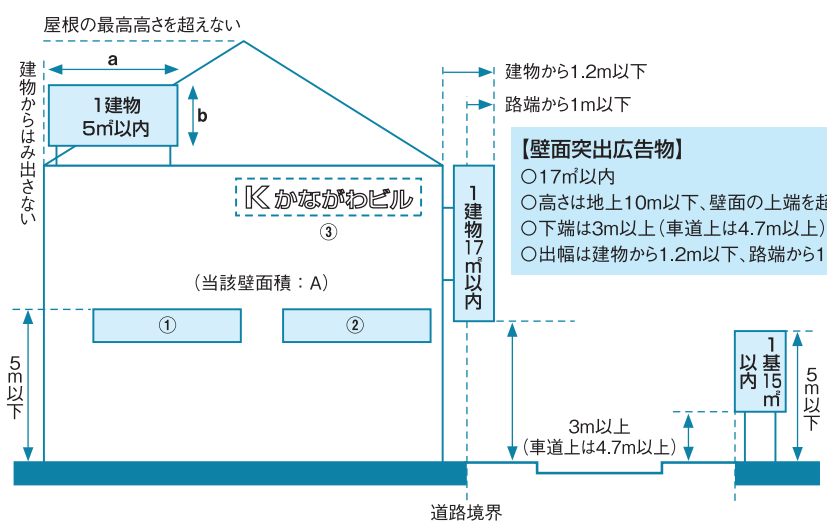 屋根の最高高さを超えない
建物からはみ出さない
a
1建物
5㎡以内
b
建物から1.2m以下
路端から1m以下
【壁面突出広告物】
○17㎡以内
○高さは地上10m以下、壁面の上端を超
○下端は3m以上(車道上は4.7m以上)
○出幅は建物から1.2m以下、路端から1
K かながわビル
③
1建物17㎡以内
(当該壁面積:A)
①
②
5m以下
1基15㎡以内
5m以下
3m以上
(車道上は4.7m以上)
道路境界